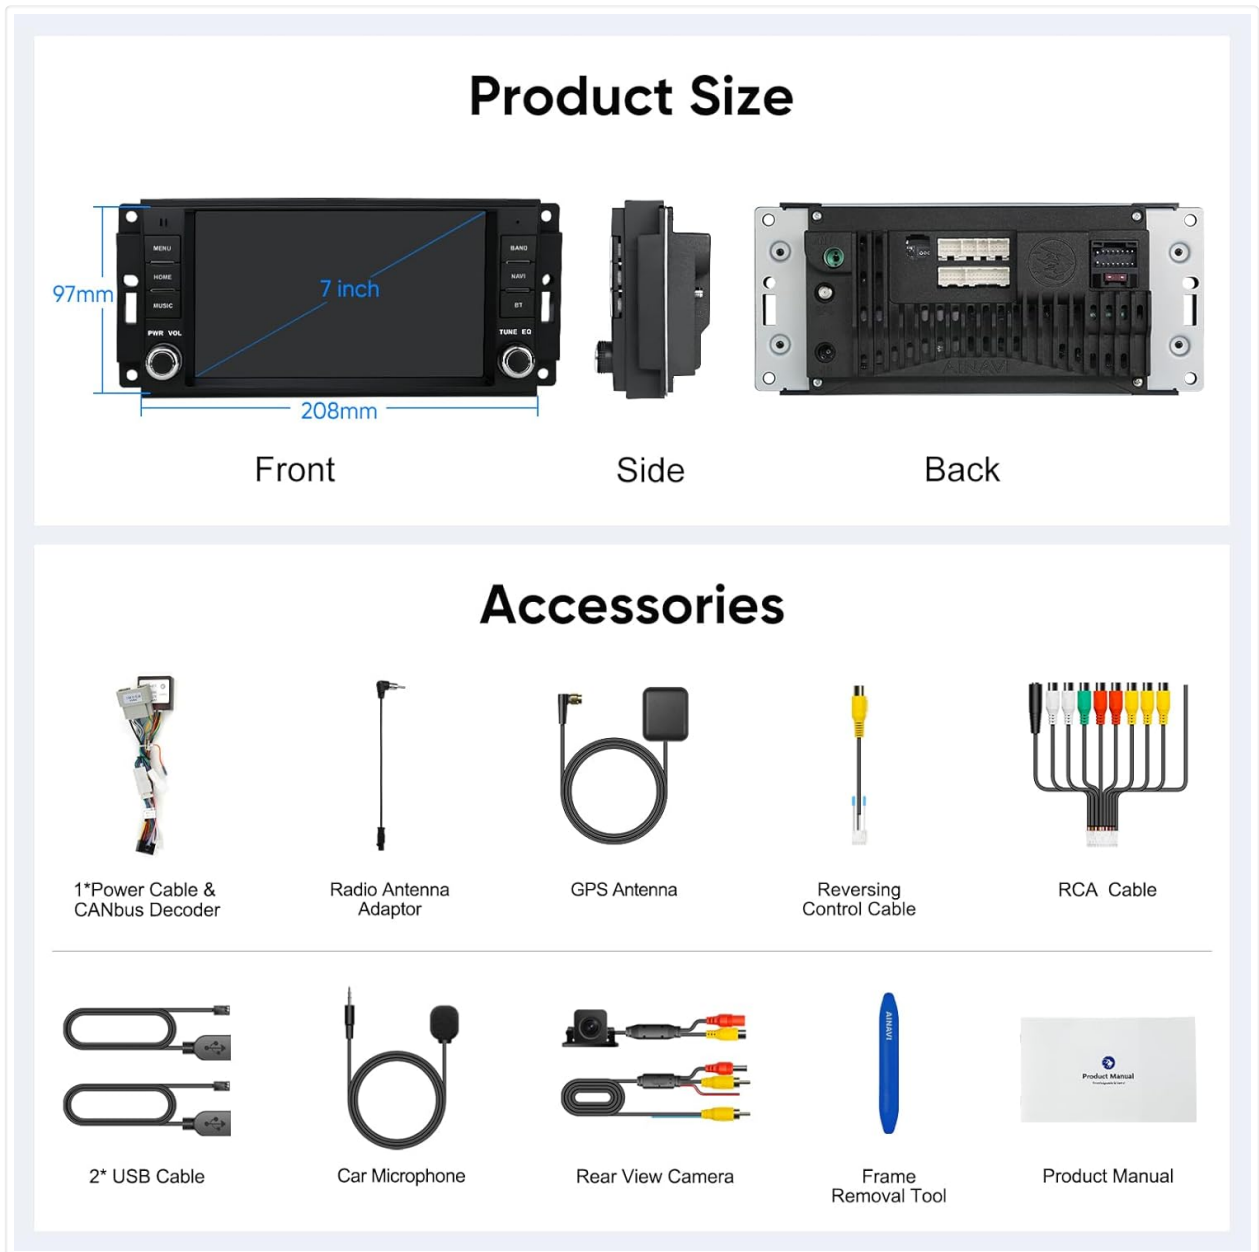 Product Size
MENU
HOME
MUSIC
PWR VOL
BAND
NAVI
BT
TUNE EQ
7 inch
97mm
208mm
AINAVI
Front
Side
Back
Accessories
1*Power Cable &
CANbus Decoder
Radio Antenna
Adaptor
GPS Antenna
Reversing
Control Cable
RCA Cable
AINAVI
Product Manual
2* USB Cable
Car Microphone
Rear View Camera
Frame
Removal Tool
Product Manual